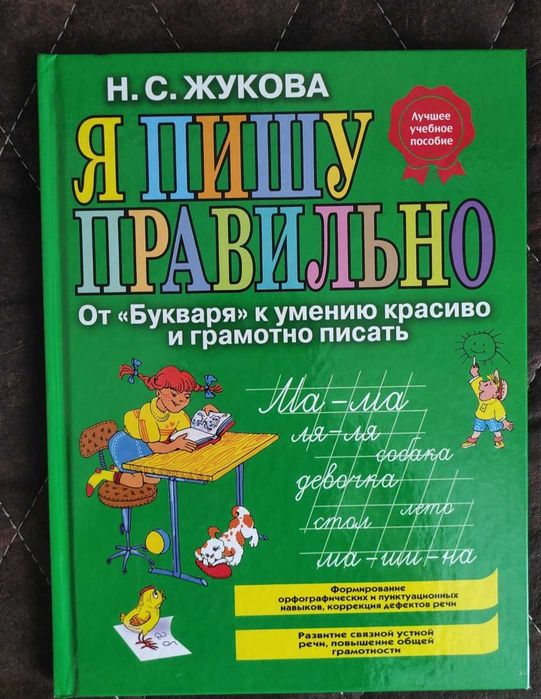 Н. С. ЖУКОВА
Лучшее
учебное
пособие
Я ПИШУ
ПРАВИЛЬНО
От «Букваря» к умению красиво
и грамотно писать
Ма-ма
ля-ля
собака
девочка
лето
стол
ма-ши-на
Формирование
орфографических и пунктуационных
навыков, коррекция дефектов речи
Развитие связной устной
речи, повышение общей
грамотности